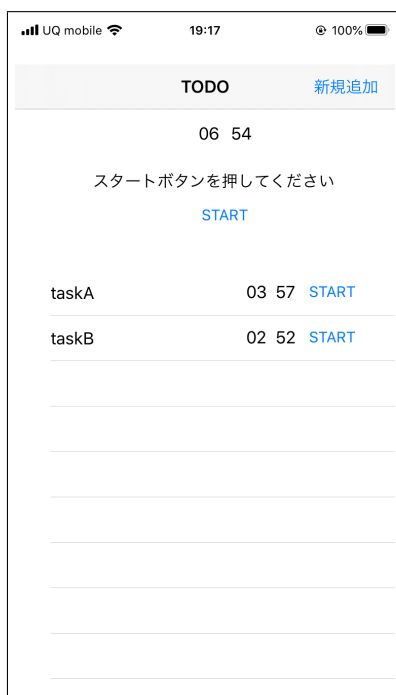 UQ mobile 19:17 100%
TODO 新規追加
06 54
スタートボタンを押してください
START
taskA 03 57 START
taskB 02 52 START